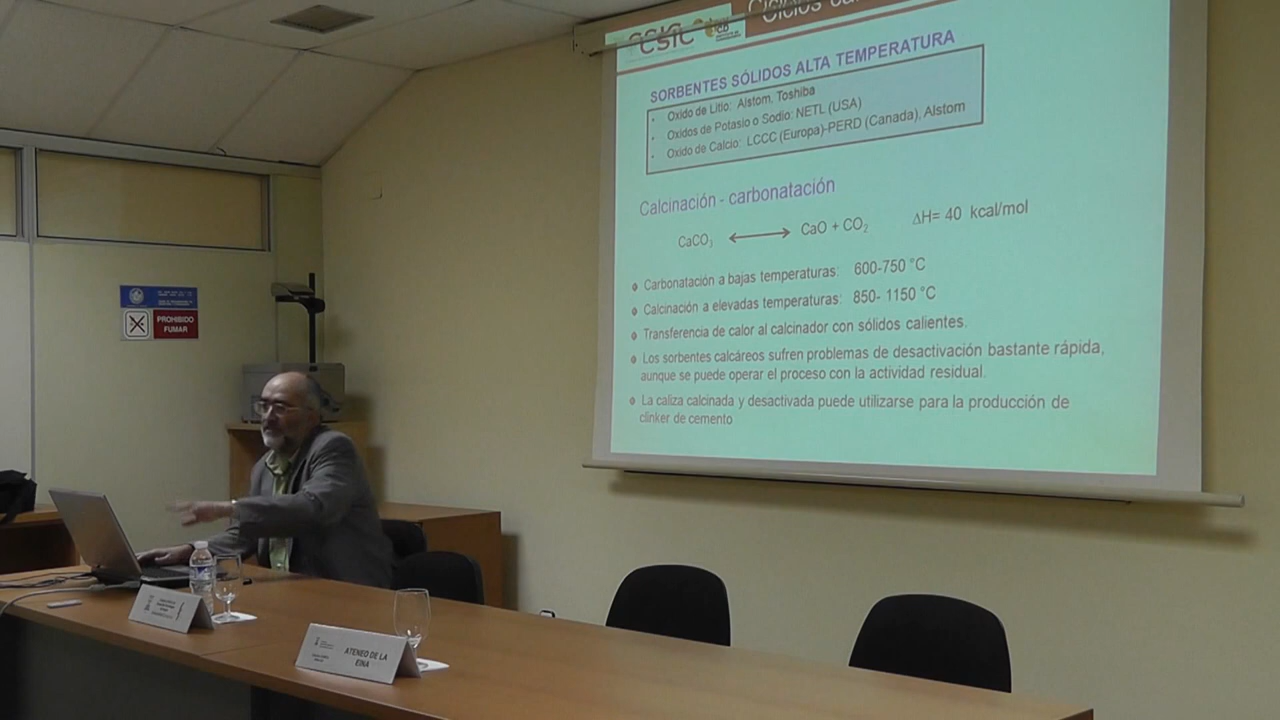 CSIC
Ciclos
SORBENTES SÓLIDOS ALTA TEMPERATURA
• Oxido de Litio: Alstom, Toshiba
• Oxidos de Potasio o Sodio: NETL (USA)
• Oxido de Calcio: LCCC (Europa)-PERD (Canada), Alstom
Calcinación - carbonatación
CaCO₃ ⟷ CaO + CO₂ ΔH= 40 kcal/mol
Carbonatación a bajas temperaturas: 600-750 °C
Calcinación a elevadas temperaturas: 850- 1150 °C
Transferencia de calor al calcinador con sólidos calientes.
Los sorbentes calcáreos sufren problemas de desactivación bastante rápida,
aunque se puede operar el proceso con la actividad residual.
La caliza calcinada y desactivada puede utilizarse para la producción de
clinker de cemento
PROHIBIDO
FUMAR
ATENEO DE LA
EINA